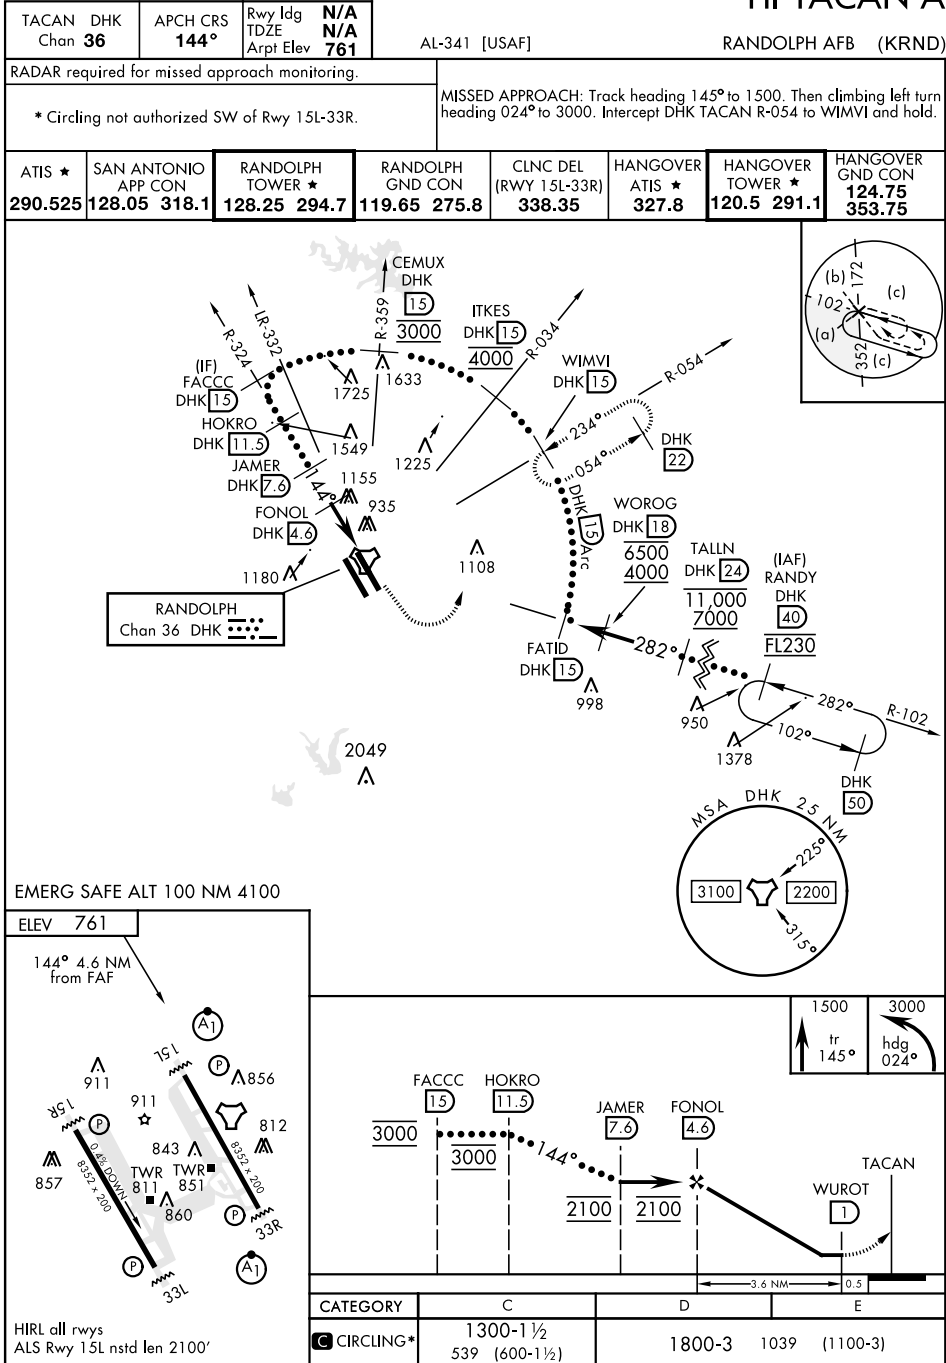 HI-TACAN A
TACAN DHK
Chan 36
APCH CRS
144°
Rwy ldg N/A
TDZE N/A
Arpt Elev 761
AL-341 [USAF]
RANDOLPH AFB (KRND)
RADAR required for missed approach monitoring.
* Circling not authorized SW of Rwy 15L-33R.
MISSED APPROACH: Track heading 145° to 1500. Then climbing left turn
heading 024° to 3000. Intercept DHK TACAN R-054 to WIMVI and hold.
ATIS ★
290.525
SAN ANTONIO
APP CON
128.05 318.1
RANDOLPH
TOWER ★
128.25 294.7
RANDOLPH
GND CON
119.65 275.8
CLNC DEL
(RWY 15L-33R)
338.35
HANGOVER
ATIS ★
327.8
HANGOVER
TOWER ★
120.5 291.1
HANGOVER
GND CON
124.75
353.75
(b)
172
(c)
102
(a)
352
(c)
CEMUX
DHK
15
3000
R-359
LR-332
R-324
ITKES
DHK 15
4000
R-034
WIMVI
DHK 15
R-054
(IF)
FACCC
DHK 15
1725
1633
HOKRO
DHK 11.5
1549
1225
234°
054°
DHK
22
JAMER
DHK 7.6
144°
1155
935
FONOL
DHK 4.6
1180
1108
DHK 15 Arc
WOROG
DHK 18
6500
4000
TALLN
DHK 24
11,000
7000
(IAF)
RANDY
DHK
40
FL230
RANDOLPH
Chan 36 DHK
FATID
DHK 15
282°
998
950
1378
282°
102°
R-102
DHK
50
2049
MSA DHK 25 NM
225°
3100
2200
315°
EMERG SAFE ALT 100 NM 4100
ELEV 761
144° 4.6 NM
from FAF
A1
15L
P
911
856
911
15R
P
812
843
857
0.4% DOWN
8352 x 200
TWR
811
TWR
851
8352 x 200
860
P
33R
P
A1
33L
HIRL all rwys
ALS Rwy 15L nstd len 2100'
1500
tr
145°
3000
hdg
024°
FACCC
15
HOKRO
11.5
JAMER
7.6
FONOL
4.6
3000
3000
144°
2100
2100
TACAN
WUROT
1
3.6 NM
0.5
CATEGORY C D E
C CIRCLING*
1300-1½
539 (600-1½)
1800-3 1039 (1100-3)